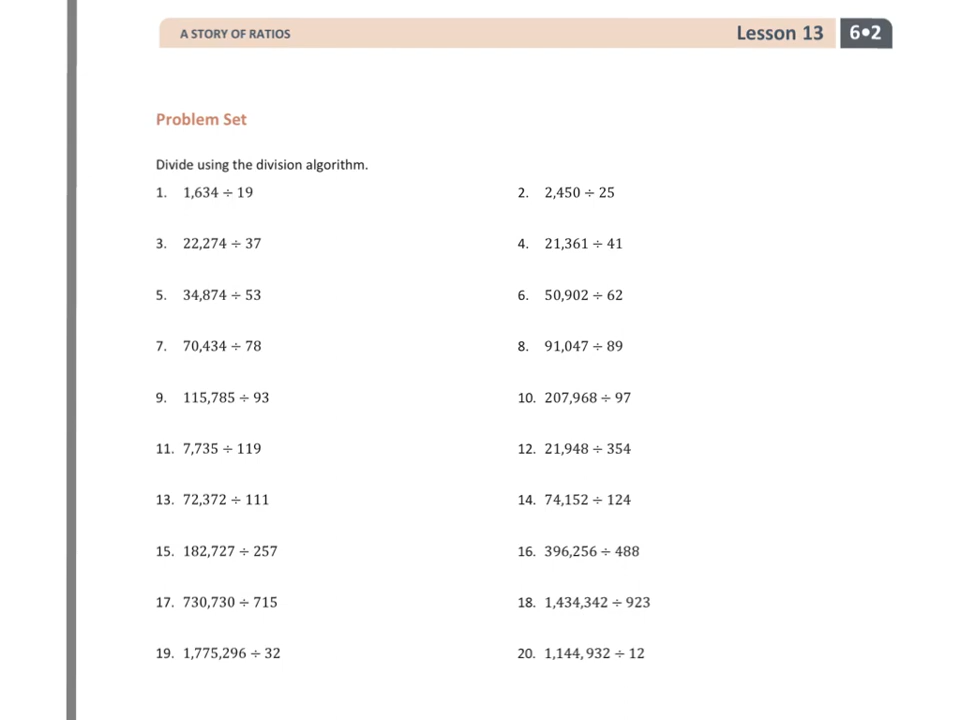 A STORY OF RATIOS
Lesson 13
6•2
Problem Set
Divide using the division algorithm.
1. 1,634 ÷ 19
2. 2,450 ÷ 25
3. 22,274 ÷ 37
4. 21,361 ÷ 41
5. 34,874 ÷ 53
6. 50,902 ÷ 62
7. 70,434 ÷ 78
8. 91,047 ÷ 89
9. 115,785 ÷ 93
10. 207,968 ÷ 97
11. 7,735 ÷ 119
12. 21,948 ÷ 354
13. 72,372 ÷ 111
14. 74,152 ÷ 124
15. 182,727 ÷ 257
16. 396,256 ÷ 488
17. 730,730 ÷ 715
18. 1,434,342 ÷ 923
19. 1,775,296 ÷ 32
20. 1,144,932 ÷ 12